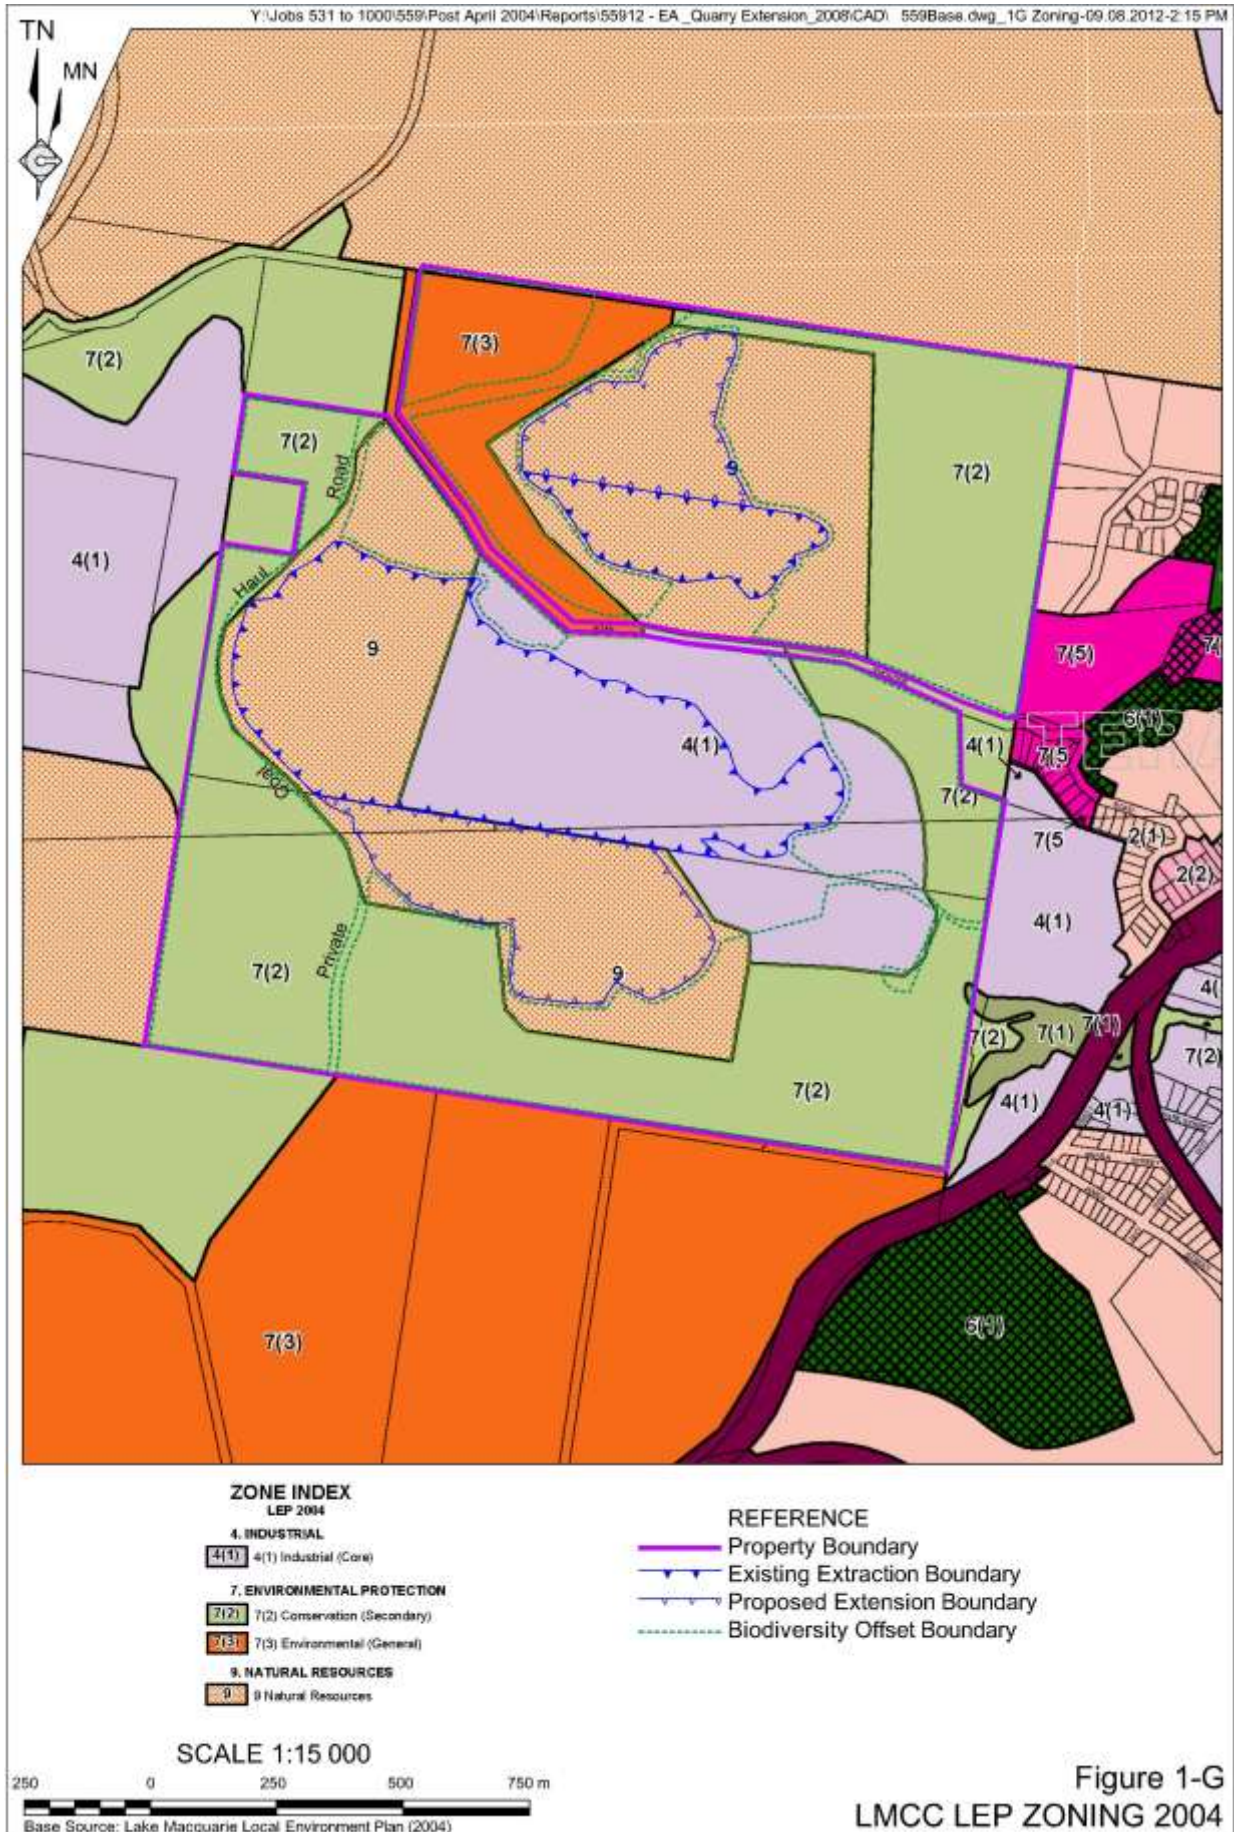 Y:\Jobs 531 to 1000\559\Post April 2004\Reports\55912 - EA_Quarry Extension_2008\CAD\ 559Base.dwg_1G Zoning-09.08.2012-2:15 PM
TN
MN
7(3)
7(2)
7(2)
9
7(2)
Road
4(1)
Haul
9
7(5)
6(1)
4(1)
4(1)
7(5
Coal
7(2)
7(5
2(1)
2(2)
4(1)
Private
7(2)
9
4(
7(2)
7(1)
7(1)
7(2)
7(2)
4(1)
4(1)
6(1)
7(3)
ZONE INDEX
LEP 2004
4. INDUSTRIAL
4(1) 4(1) Industrial (Core)
7. ENVIRONMENTAL PROTECTION
7(2) 7(2) Conservation (Secondary)
7(3) 7(3) Environmental (General)
9. NATURAL RESOURCES
9 9 Natural Resources
REFERENCE
Property Boundary
Existing Extraction Boundary
Proposed Extension Boundary
Biodiversity Offset Boundary
SCALE 1:15 000
250 0 250 500 750 m
Base Source: Lake Macquarie Local Environment Plan (2004)
Figure 1-G
LMCC LEP ZONING 2004